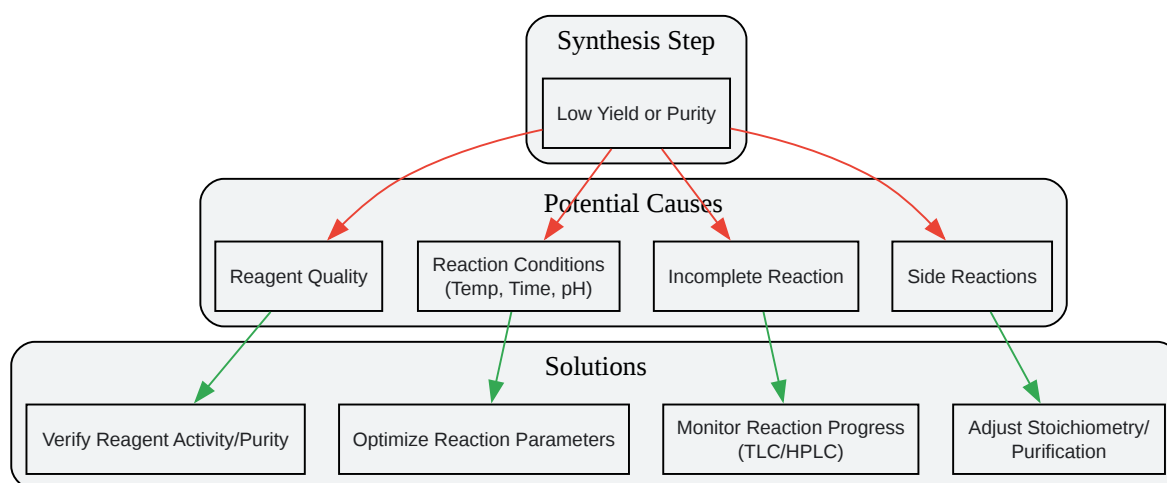 Synthesis Step
Low Yield or Purity
Potential Causes
Reagent Quality
Reaction Conditions
(Temp, Time, pH)
Incomplete Reaction
Side Reactions
Solutions
Verify Reagent Activity/Purity
Optimize Reaction Parameters
Monitor Reaction Progress
(TLC/HPLC)
Adjust Stoichiometry/
Purification